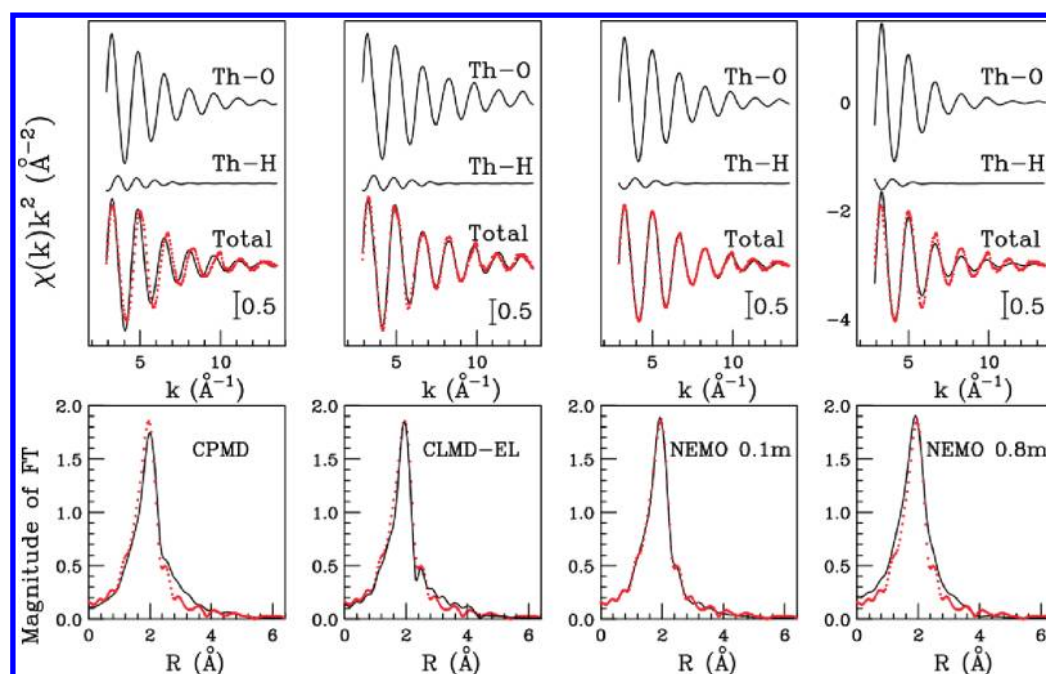 χ(k)k² (Å⁻²)
Th-O
Th-H
Total
0.5
5 10
k (Å⁻¹)
Th-O
Th-H
Total
0.5
5 10
k (Å⁻¹)
Th-O
Th-H
Total
0.5
5 10
k (Å⁻¹)
0
-2
-4
Th-O
Th-H
Total
0.5
5 10
k (Å⁻¹)
Magnitude of FT
2.0
1.5
1.0
0.5
0.0
CPMD
0 2 4 6
R (Å)
2.0
1.5
1.0
0.5
0.0
CLMD-EL
0 2 4 6
R (Å)
2.0
1.5
1.0
0.5
0.0
NEMO 0.1m
0 2 4 6
R (Å)
2.0
1.5
1.0
0.5
0.0
NEMO 0.8m
0 2 4 6
R (Å)